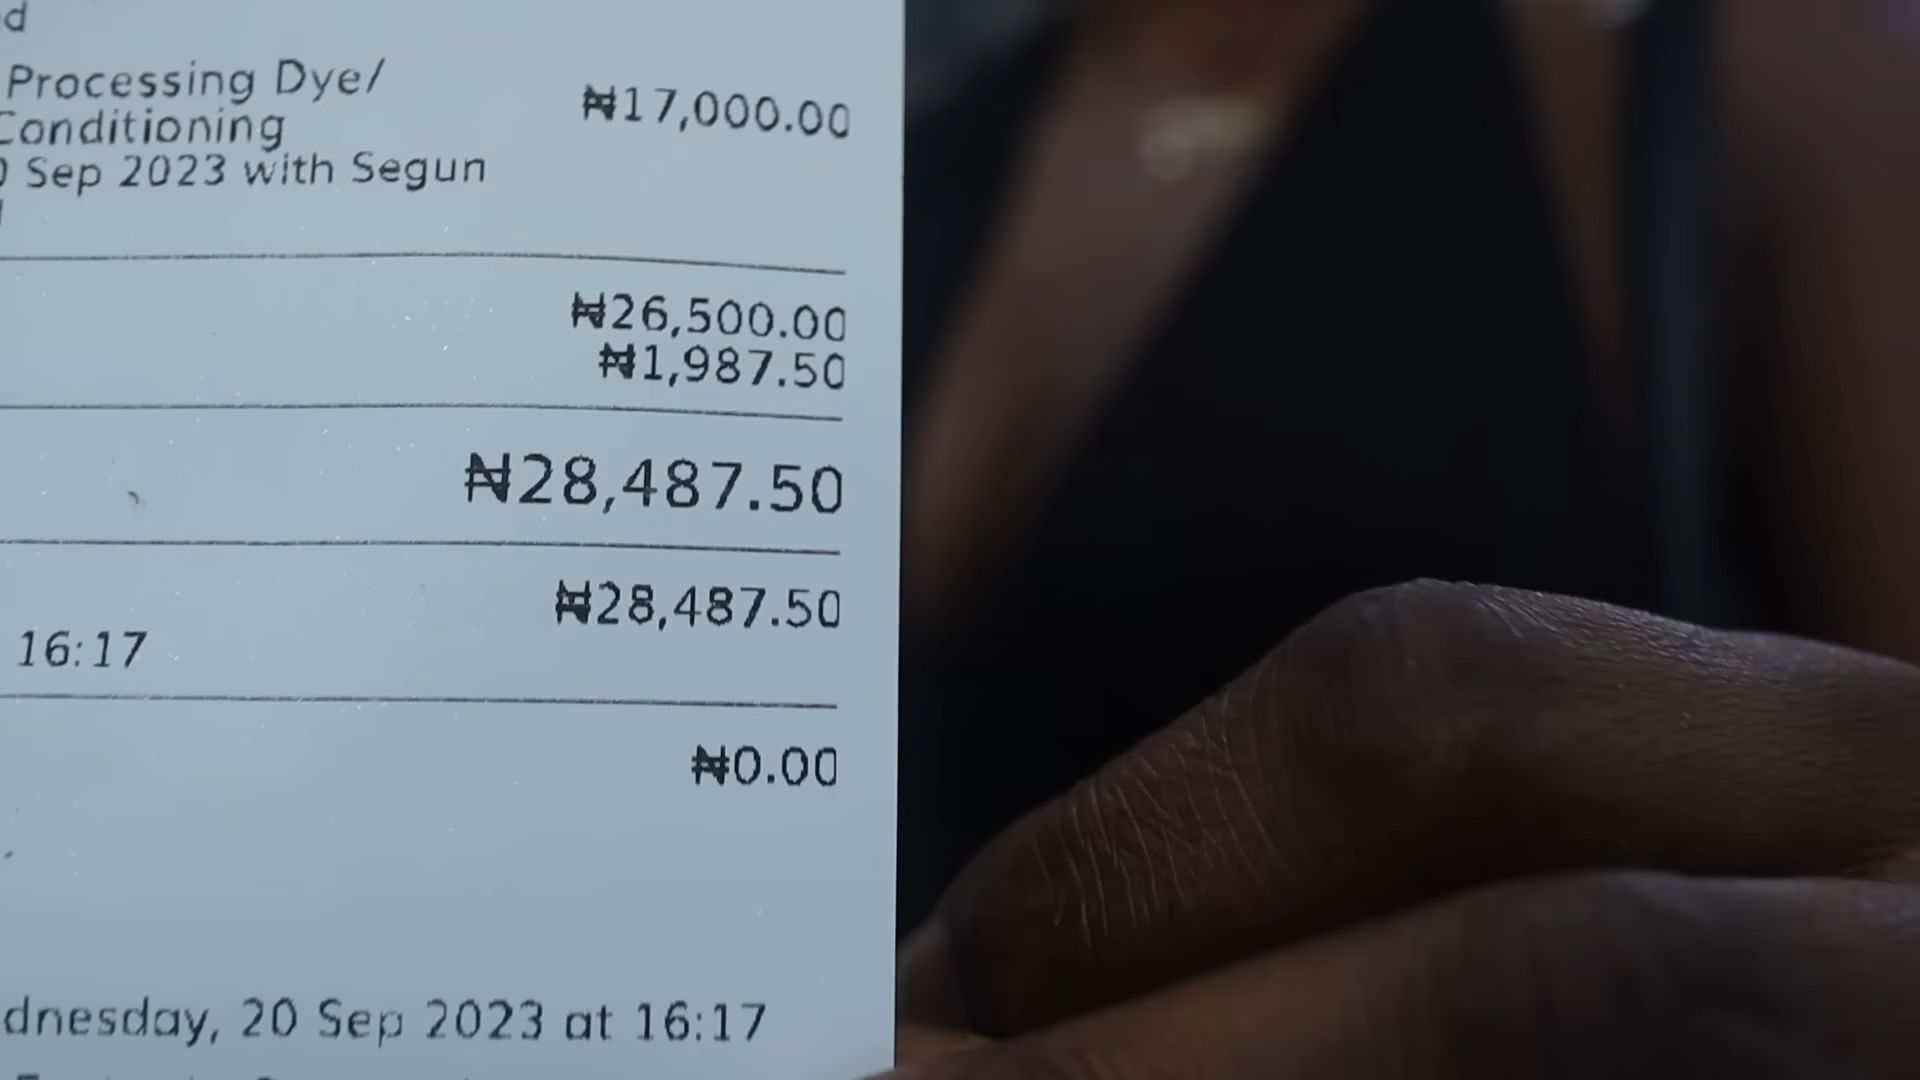 Processing Dye/
₦17,000.00
Conditioning
Sep 2023 with Segun
₦26,500.00
₦1,987.50
₦28,487.50
₦28,487.50
16:17
₦0.00
dnesday, 20 Sep 2023 at 16:17